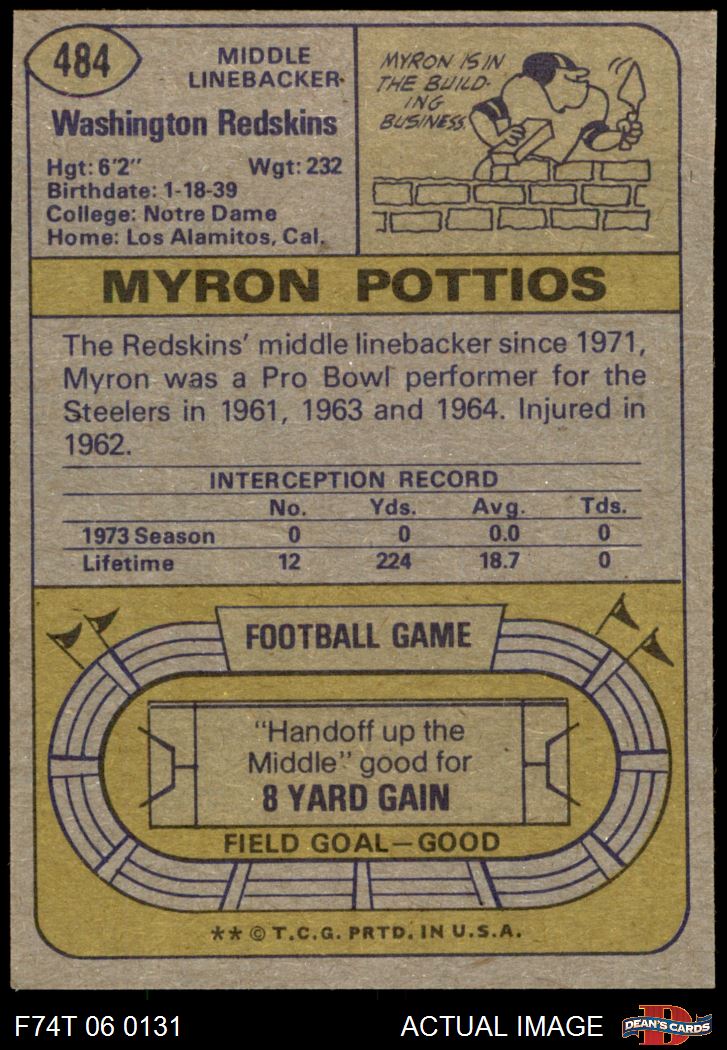 484
MIDDLE
LINEBACKER
Washington Redskins
Hgt: 6'2" Wgt: 232
Birthdate: 1-18-39
College: Notre Dame
Home: Los Alamitos, Cal.
MYRON IS IN
THE BUILD-
ING
BUSINESS.
MYRON POTTIOS
The Redskins' middle linebacker since 1971,
Myron was a Pro Bowl performer for the
Steelers in 1961, 1963 and 1964. Injured in
1962.
INTERCEPTION RECORD
No. Yds. Avg. Tds.
1973 Season 0 0 0.0 0
Lifetime 12 224 18.7 0
FOOTBALL GAME
"Handoff up the
Middle" good for
8 YARD GAIN
FIELD GOAL—GOOD
** © T.C.G. PRTD. IN U.S.A.
F74T 06 0131 ACTUAL IMAGE
D
DEAN'S CARDS